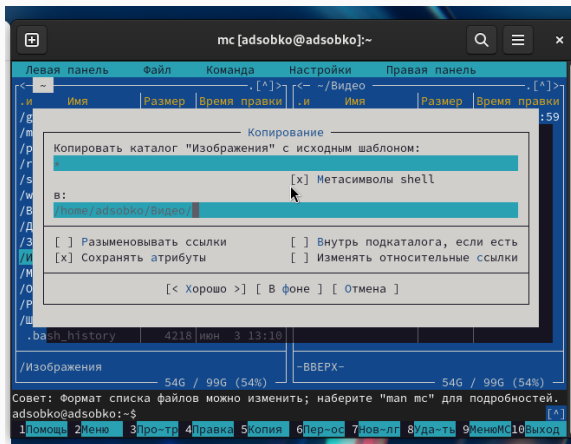 mc [adsobko@adsobko]:~
Левая панель Файл Команда Настройки Правая панель
<— ~ .[^]> <— ~/Видео .[^]>
.и Имя Размер Время правки .и Имя Размер Время правки
/g :59
/m Копирование
/p Копировать каталог "Изображения" с исходным шаблоном:
/r *
/s [x] Метасимволы shell
/w в:
/В /home/adsobko/Видео/
/Д
/З [ ] Разыменовывать ссылки [ ] Внутрь подкаталога, если есть
/И [x] Сохранять атрибуты [ ] Изменять относительные ссылки
/М
/О [< Хорошо >] [ В фоне ] [ Отмена ]
/Р
/Ш
.bash_history 4218 июн 3 13:10
/Изображения -ВВЕРХ-
54G / 99G (54%) 54G / 99G (54%)
Совет: Формат списка файлов можно изменить; наберите "man mc" для подробностей.
adsobko@adsobko:~$ [^]
1Помощь 2Меню 3Про~тр 4Правка 5Копия 6Пер~ос 7Нов~лг 8Уда~ть 9МенюMC 10Выход